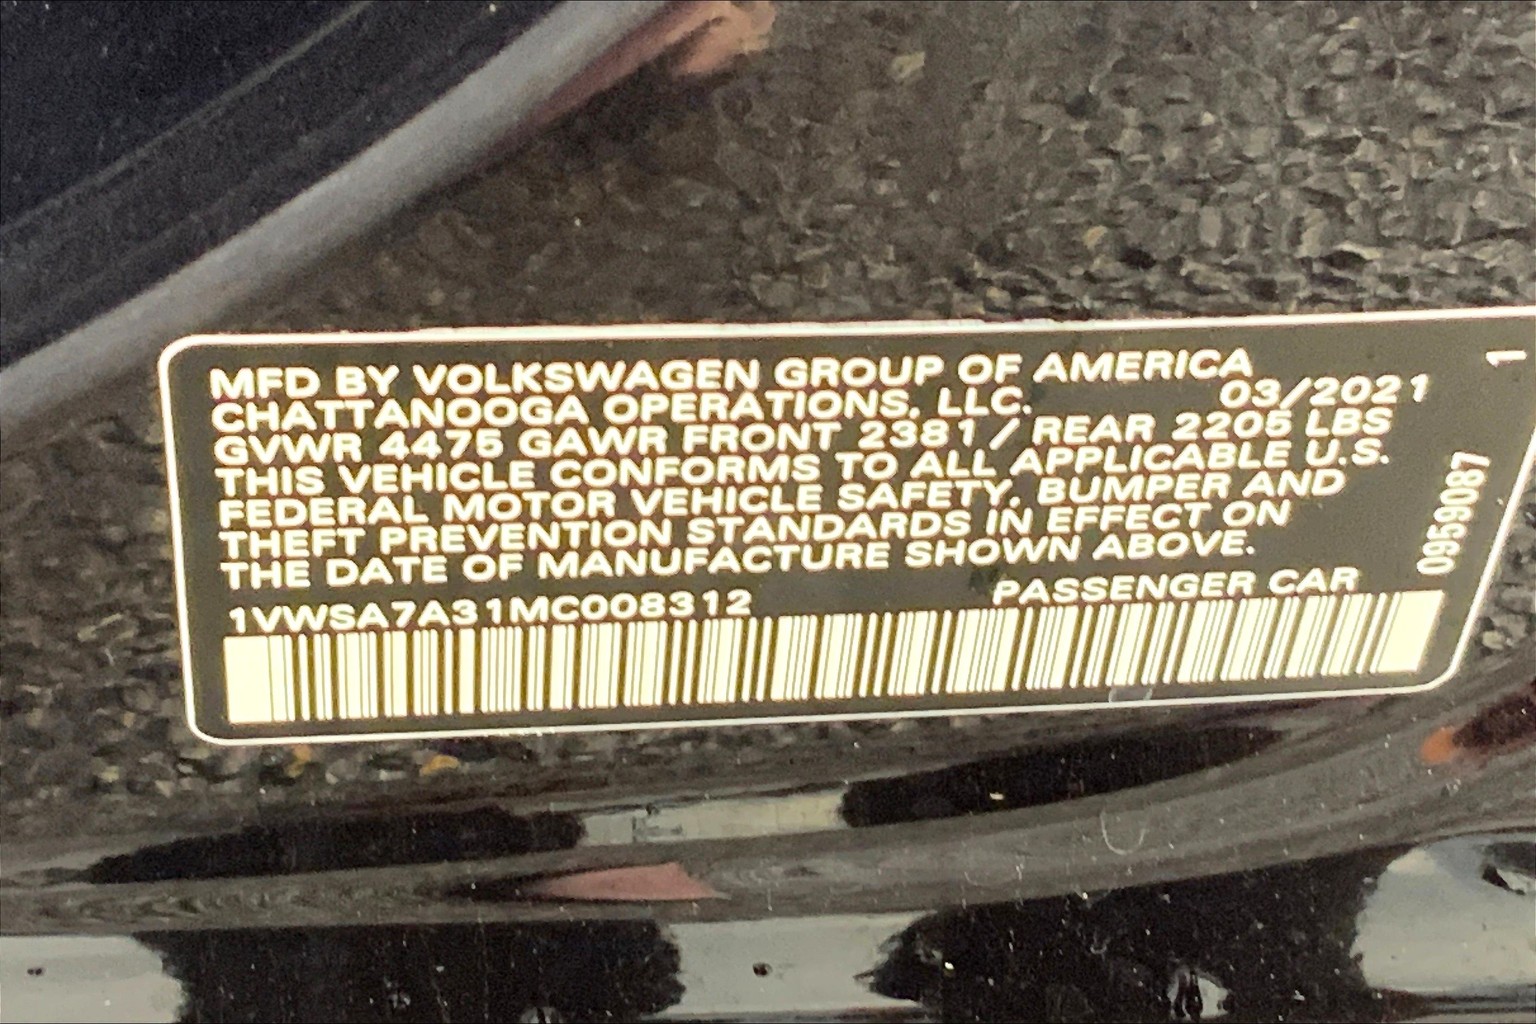 MFD BY VOLKSWAGEN GROUP OF AMERICA
CHATTANOOGA OPERATIONS, LLC. 03/2021
GVWR 4475 GAWR FRONT 2381 / REAR 2205 LBS
THIS VEHICLE CONFORMS TO ALL APPLICABLE U.S.
FEDERAL MOTOR VEHICLE SAFETY, BUMPER AND
THEFT PREVENTION STANDARDS IN EFFECT ON
THE DATE OF MANUFACTURE SHOWN ABOVE.
1VWSA7A31MC008312 PASSENGER CAR
0959087
1